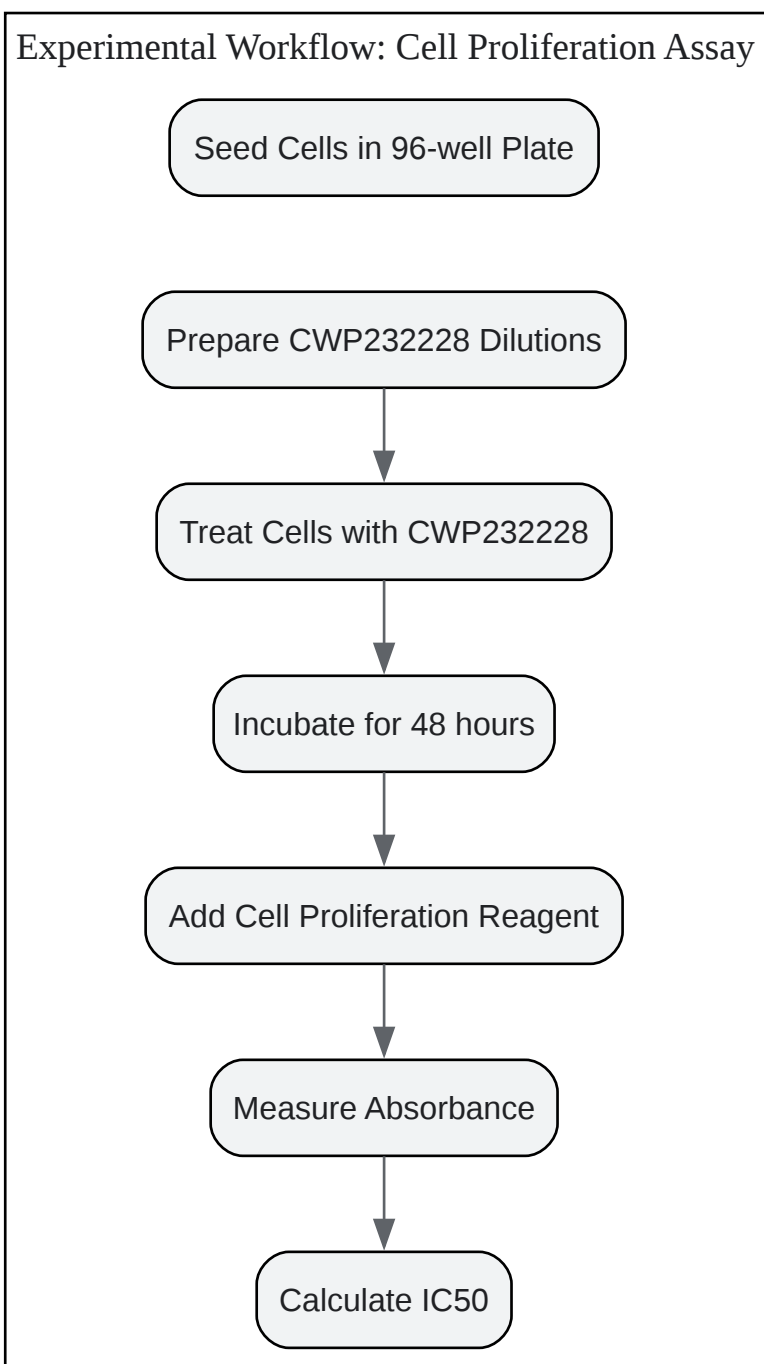 Experimental Workflow: Cell Proliferation Assay
Seed Cells in 96-well Plate
Prepare CWP232228 Dilutions
Treat Cells with CWP232228
Incubate for 48 hours
Add Cell Proliferation Reagent
Measure Absorbance
Calculate IC50